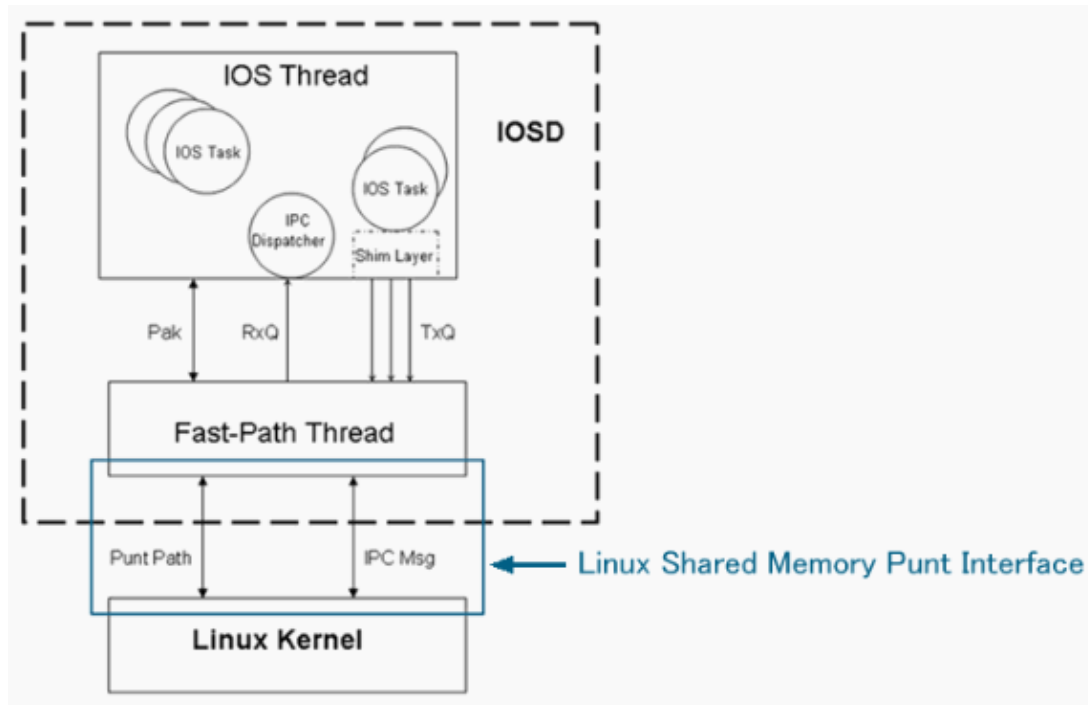 IOS Thread
IOSD
IOS Task
IOS Task
IPC
Dispatcher
Shim Layer
Pak
RxQ
TxQ
Fast-Path Thread
Punt Path
IPC Msg
Linux Shared Memory Punt Interface
Linux Kernel